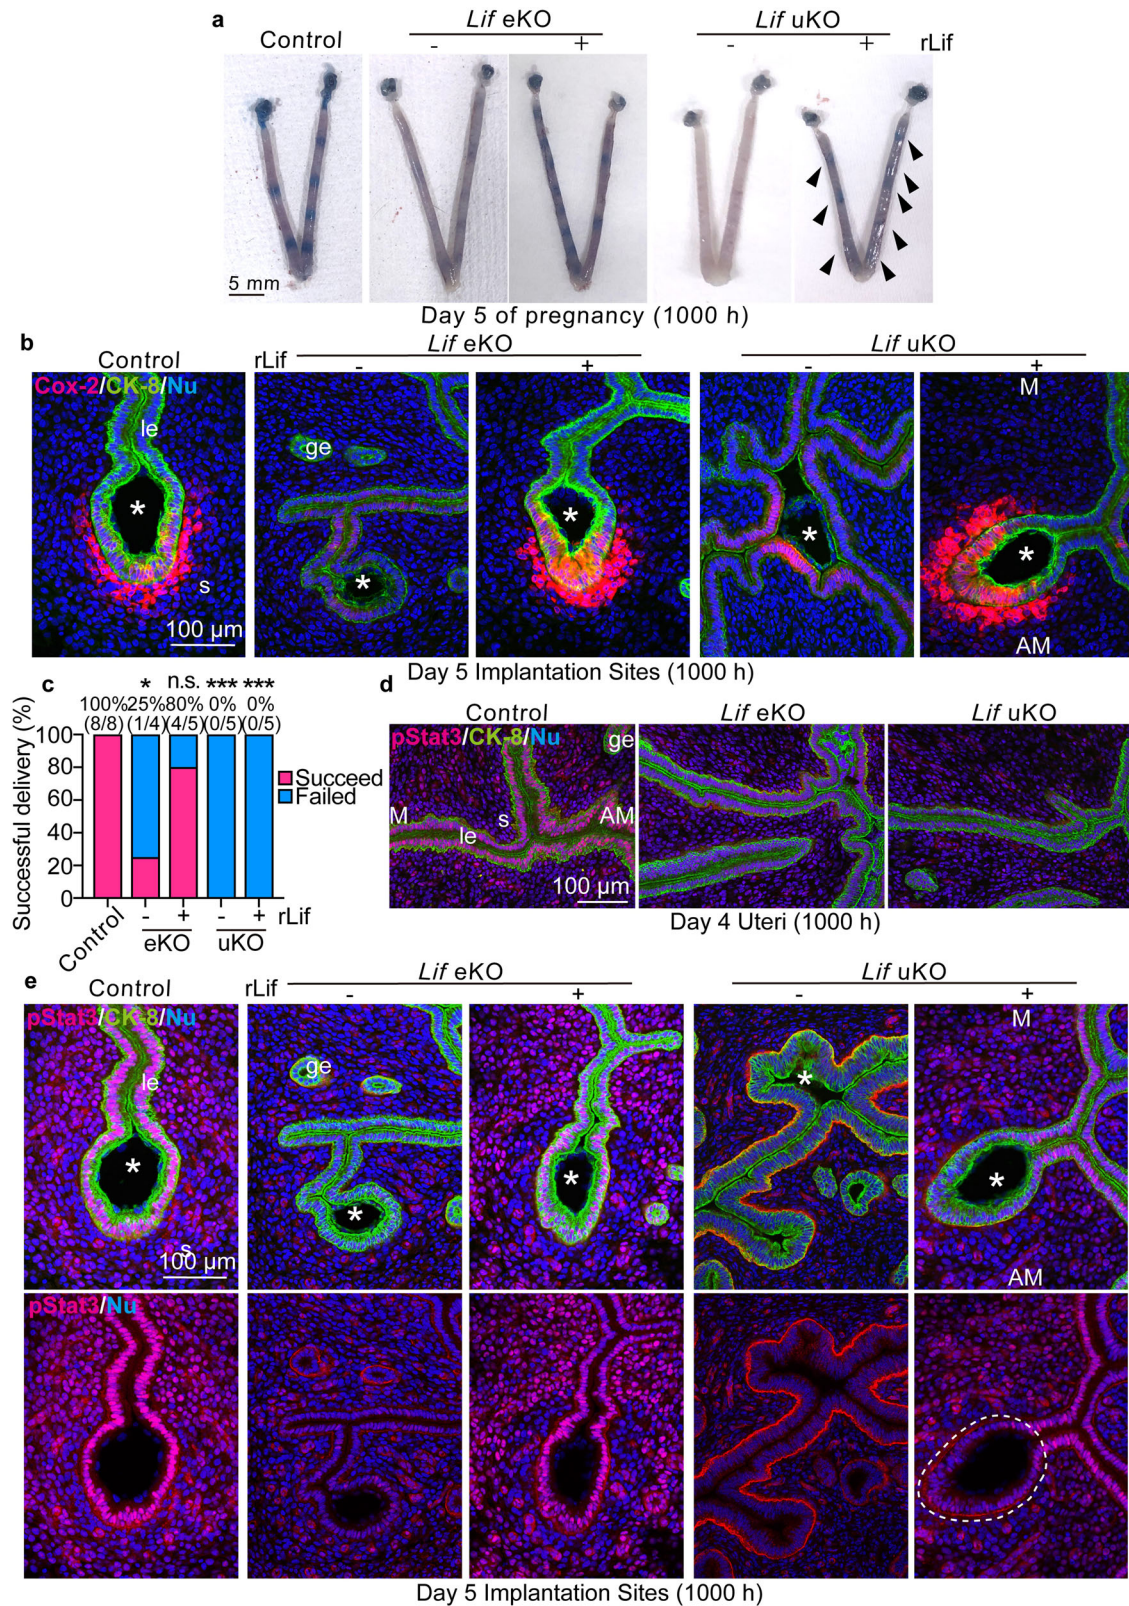 a
Lif eKO
Lif uKO
Control
-
+
-
+
rLif
5 mm
Day 5 of pregnancy (1000 h)
b
Control
rLif
Lif eKO
-
+
Lif uKO
-
+
Cox-2/CK-8/Nu
le
*
s
100 µm
ge
*
*
*
M
*
AM
Day 5 Implantation Sites (1000 h)
c
* n.s. *** ***
100% 25% 80% 0% 0%
(8/8) (1/4) (4/5) (0/5) (0/5)
Successful delivery (%)
100
80
60
40
20
0
Succeed
Failed
Control
- + - + rLif
eKO uKO
d
Control
Lif eKO
Lif uKO
pStat3/CK-8/Nu
ge
M
le
s
AM
100 µm
Day 4 Uteri (1000 h)
e
Control
rLif
Lif eKO
-
+
Lif uKO
-
+
pStat3/CK-8/Nu
le
*
s
100 µm
ge
*
*
*
M
*
AM
pStat3/Nu
Day 5 Implantation Sites (1000 h)